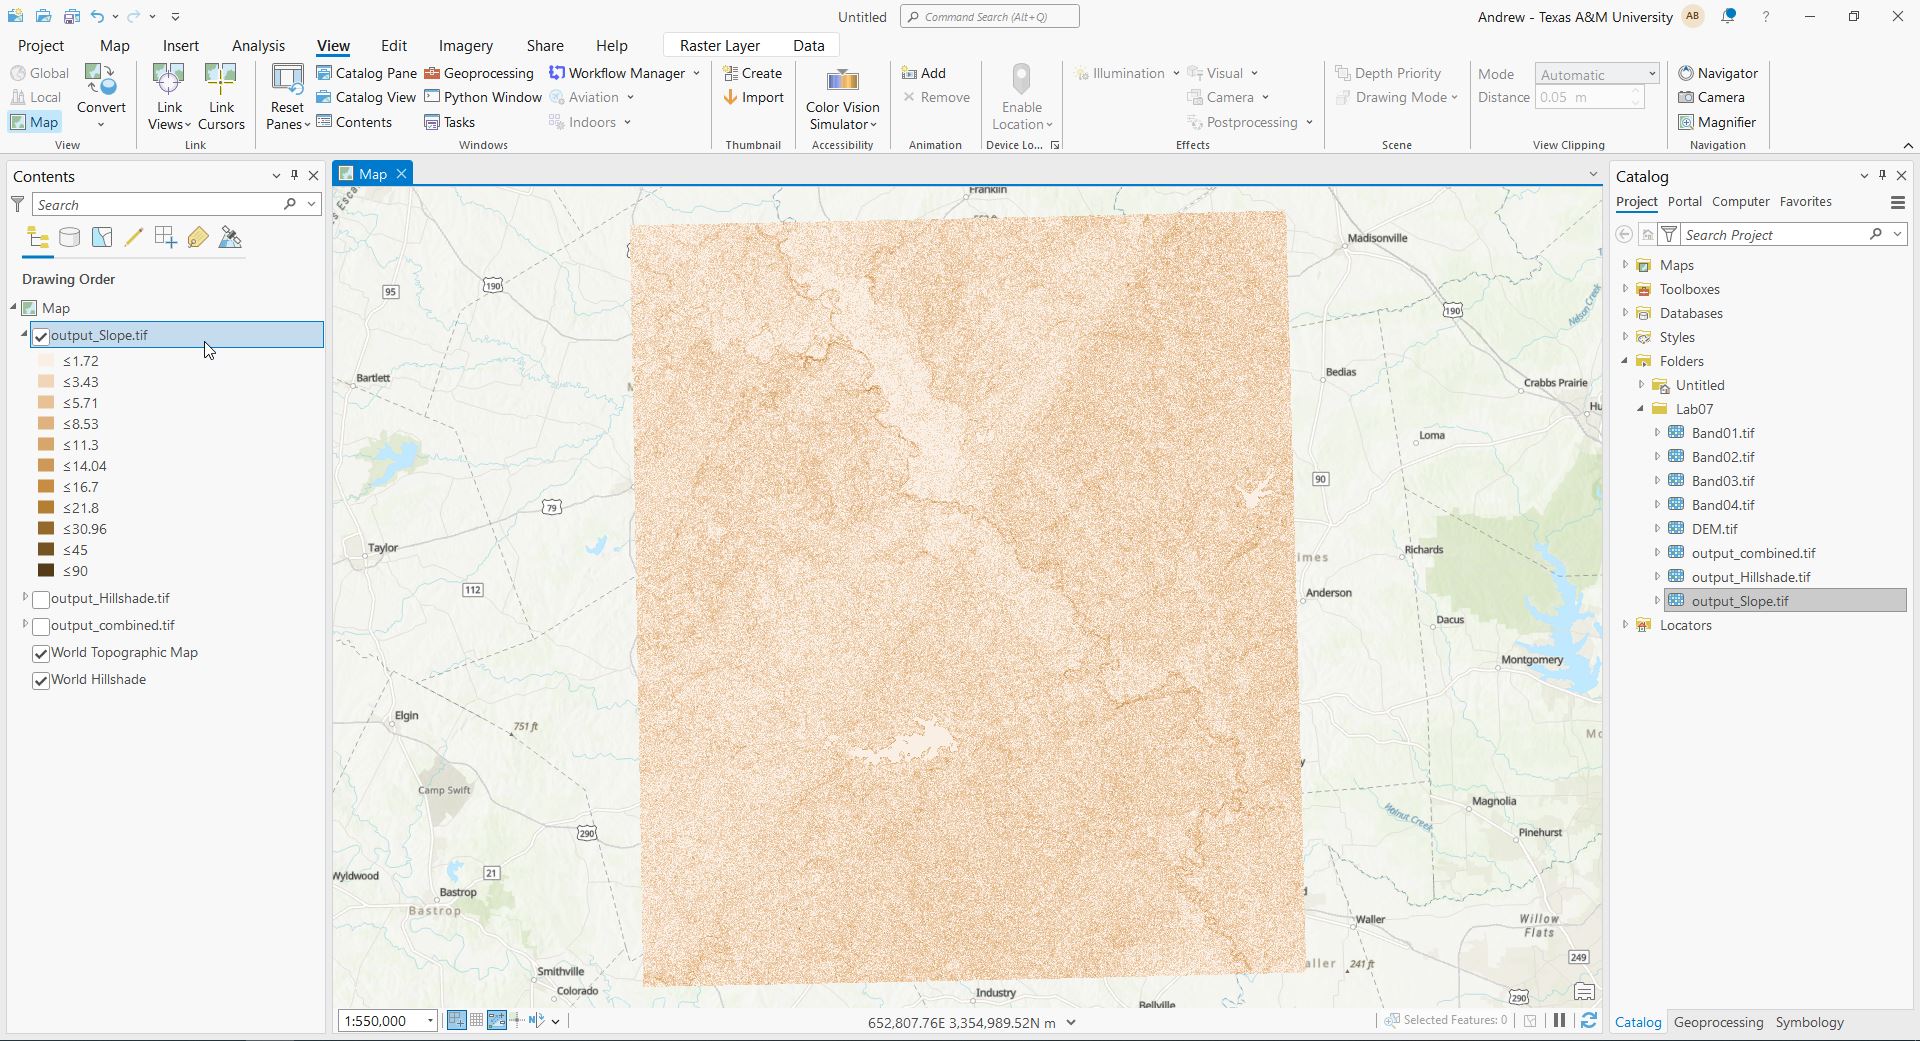 Untitled
Command Search (Alt+Q)
Andrew - Texas A&M University
AB
?
Project
Map
Insert
Analysis
View
Edit
Imagery
Share
Help
Raster Layer
Data
Global
Local
Map
Convert
View
Link Views
Link Cursors
Link
Reset Panes
Catalog Pane
Catalog View
Contents
Geoprocessing
Python Window
Tasks
Workflow Manager
Aviation
Indoors
Windows
Create
Import
Thumbnail
Color Vision Simulator
Accessibility
Add
Remove
Animation
Enable Location
Device Lo...
Illumination
Visual
Camera
Postprocessing
Effects
Depth Priority
Drawing Mode
Scene
Mode
Automatic
Distance
0.05 m
View Clipping
Navigator
Camera
Magnifier
Navigation
Contents
Search
Drawing Order
Map
output_Slope.tif
≤1.72
≤3.43
≤5.71
≤8.53
≤11.3
≤14.04
≤16.7
≤21.8
≤30.96
≤45
≤90
output_Hillshade.tif
output_combined.tif
World Topographic Map
World Hillshade
Map
Franklin
Madisonville
95
190
190
Nelson Creek
Bartlett
Bedias
Crabbs Prairie
Hu
Loma
90
79
Taylor
Richards
imes
112
Anderson
Dacus
Montgomery
Elgin
751 ft
Camp Swift
Magnolia
Walnut Creek
Pinehurst
290
21
Wyldwood
Bastrop
Bastrop
Waller
Willow Flats
249
aller
241 ft
Smithville
Colorado
Industry
Bellville
290
1:550,000
652,807.76E 3,354,989.52N m
Selected Features: 0
Catalog
Project
Portal
Computer
Favorites
Search Project
Maps
Toolboxes
Databases
Styles
Folders
Untitled
Lab07
Band01.tif
Band02.tif
Band03.tif
Band04.tif
DEM.tif
output_combined.tif
output_Hillshade.tif
output_Slope.tif
Locators
Catalog
Geoprocessing
Symbology